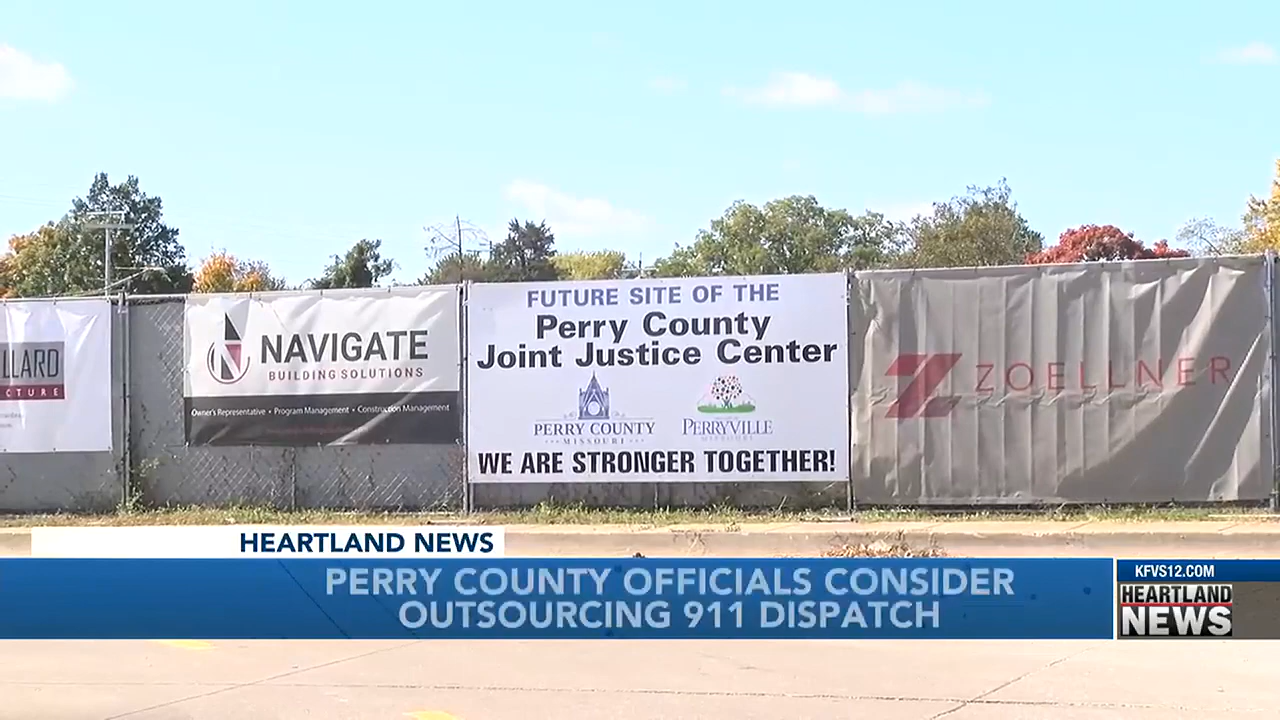 LLARD
CTURE
NAVIGATE
BUILDING SOLUTIONS
Owner's Representative • Program Management • Construction Management
FUTURE SITE OF THE
Perry County
Joint Justice Center
PERRY COUNTY
MISSOURI
PERRYVILLE
MISSOURI
WE ARE STRONGER TOGETHER!
ZOELLNER
HEARTLAND NEWS
PERRY COUNTY OFFICIALS CONSIDER
OUTSOURCING 911 DISPATCH
KFVS12.COM
HEARTLAND
NEWS